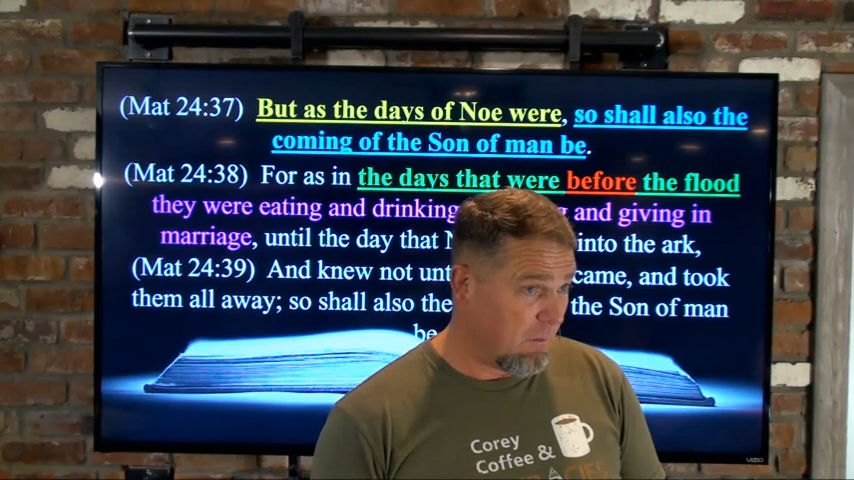 (Mat 24:37) But as the days of Noe were, so shall also the
coming of the Son of man be.
(Mat 24:38) For as in the days that were before the flood
they were eating and drinking and giving in
marriage, until the day that into the ark,
(Mat 24:39) And knew not came, and took
them all away; so shall also the the Son of man
be
Corey
Coffee &
VIZIO